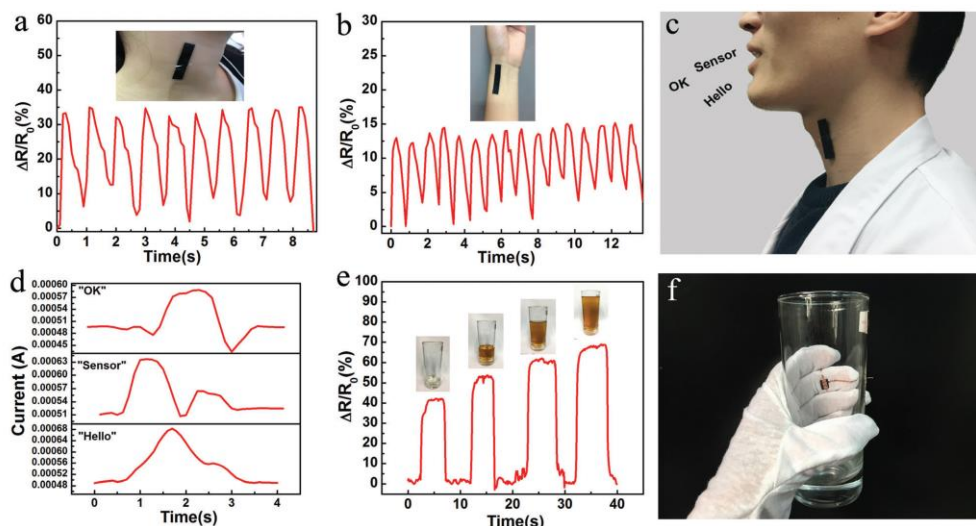 a
60
50
40
30
20
10
0
ΔR/R0(%)
0 1 2 3 4 5 6 7 8
Time(s)
b
30
25
20
15
10
5
0
ΔR/R0(%)
0 2 4 6 8 10 12 14
Time(s)
c
Sensor
OK
Hello
d
"OK"
0.00060
0.00057
0.00054
0.00051
0.00048
0.00045
"Sensor"
0.00063
0.00060
0.00057
0.00054
0.00051
"Hello"
0.00068
0.00064
0.00060
0.00056
0.00052
0.00048
Current (A)
0 1 2 3 4
Time(s)
e
100
90
80
70
60
50
40
30
20
10
0
ΔR/R0(%)
0 10 20 30 40
Time(s)
f